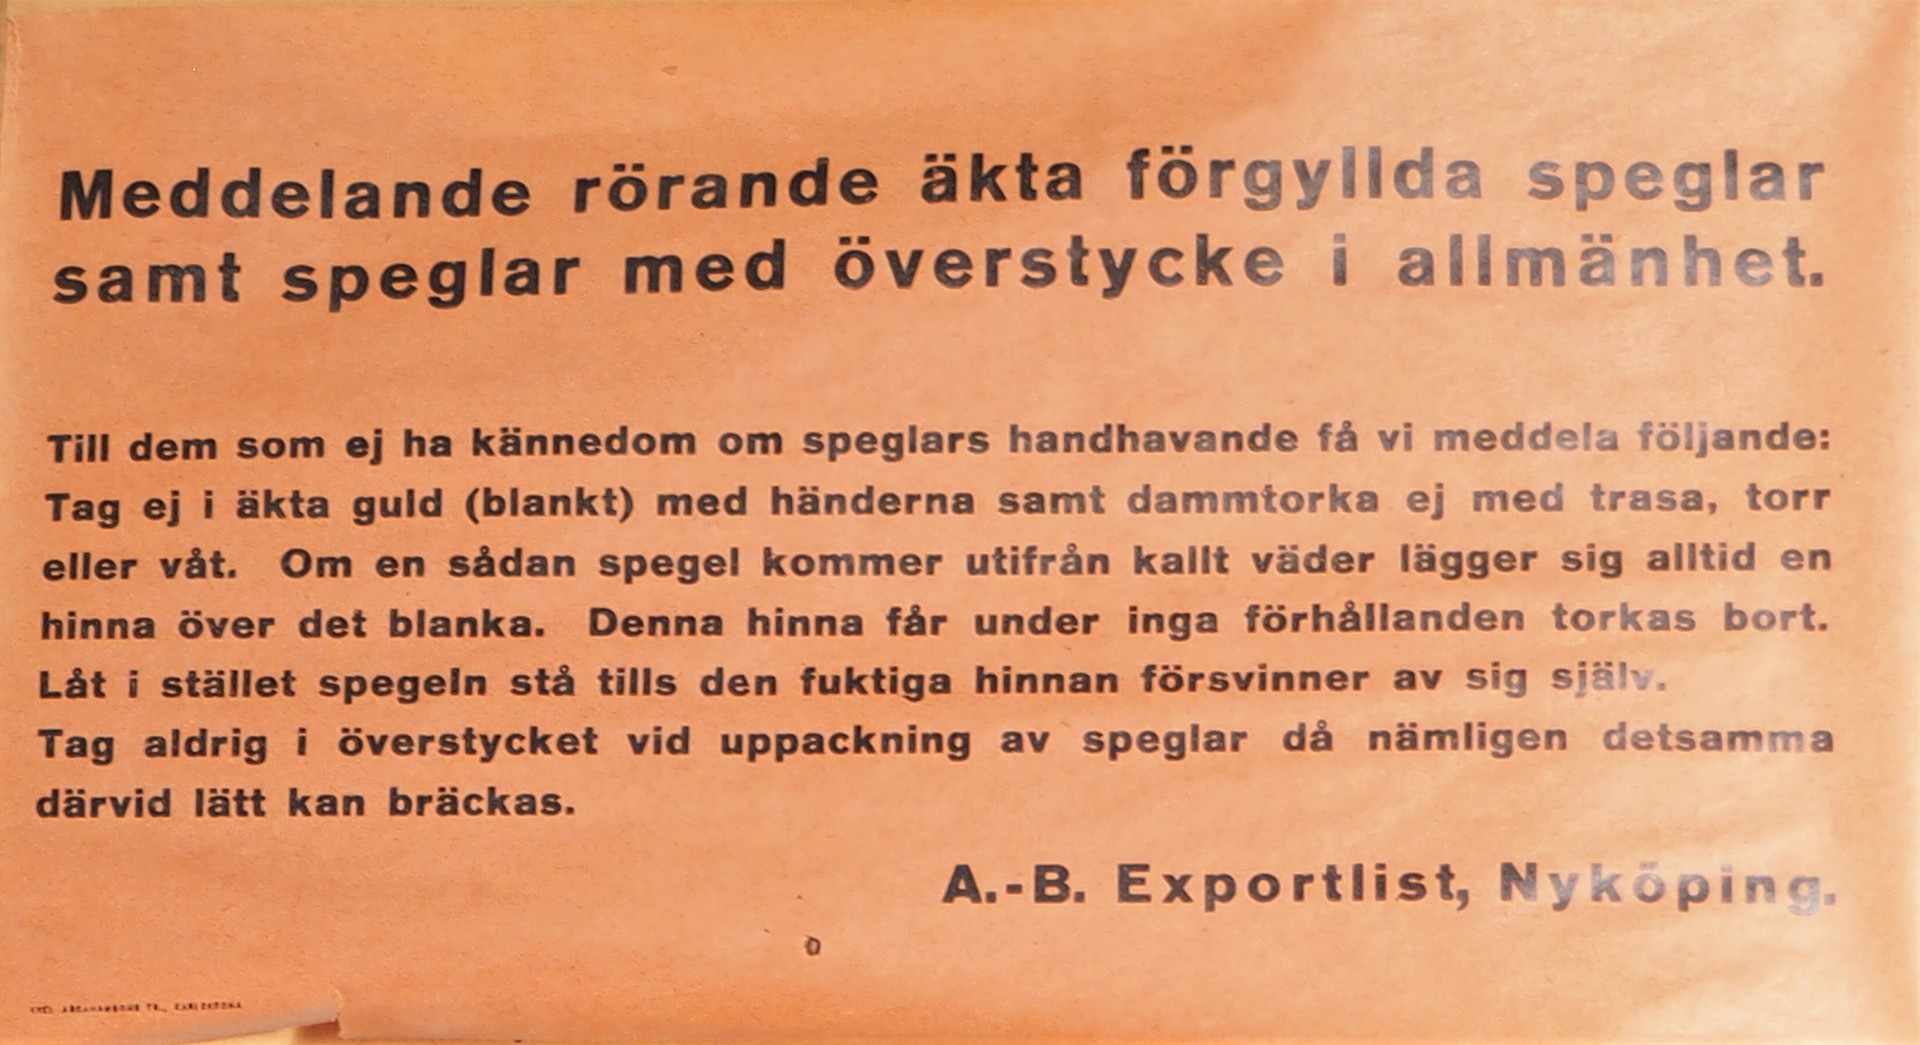 Meddelande rörande äkta förgyllda speglar
samt speglar med överstycke i allmänhet.
Till dem som ej ha kännedom om speglars handhavande få vi meddela följande:
Tag ej i äkta guld (blankt) med händerna samt dammtorka ej med trasa, torr
eller våt. Om en sådan spegel kommer utifrån kallt väder lägger sig alltid en
hinna över det blanka. Denna hinna får under inga förhållanden torkas bort.
Låt i stället spegeln stå tills den fuktiga hinnan försvinner av sig själv.
Tag aldrig i överstycket vid uppackning av speglar då nämligen detsamma
därvid lätt kan bräckas.
A.-B. Exportlist, Nyköping.
ABRAHAMSONS TR., KARLSKRONA